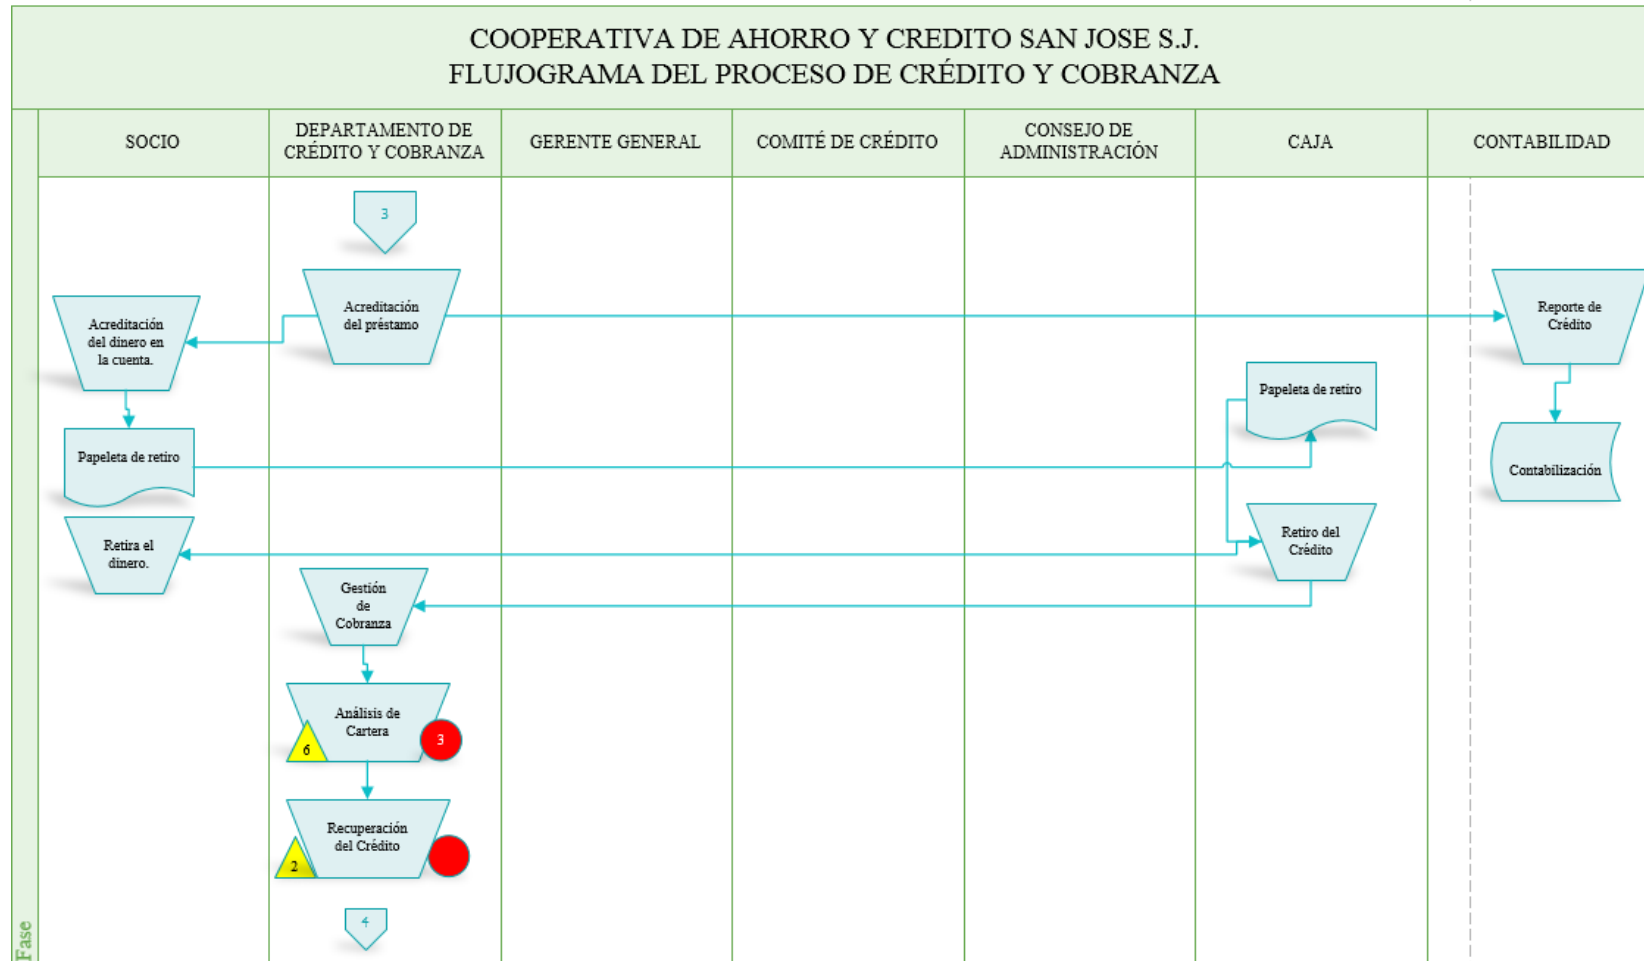 COOPERATIVA DE AHORRO Y CREDITO SAN JOSE S.J.
FLUJOGRAMA DEL PROCESO DE CRÉDITO Y COBRANZA
SOCIO
DEPARTAMENTO DE
CRÉDITO Y COBRANZA
GERENTE GENERAL
COMITÉ DE CRÉDITO
CONSEJO DE
ADMINISTRACIÓN
CAJA
CONTABILIDAD
3
Acreditación
del préstamo
Reporte de
Crédito
Acreditación
del dinero en
la cuenta.
Papeleta de retiro
Papeleta de retiro
Contabilización
Retira el
dinero.
Retiro del
Crédito
Gestión
de
Cobranza
Análisis de
Cartera
6
3
Recuperación
del Crédito
2
4
Fase